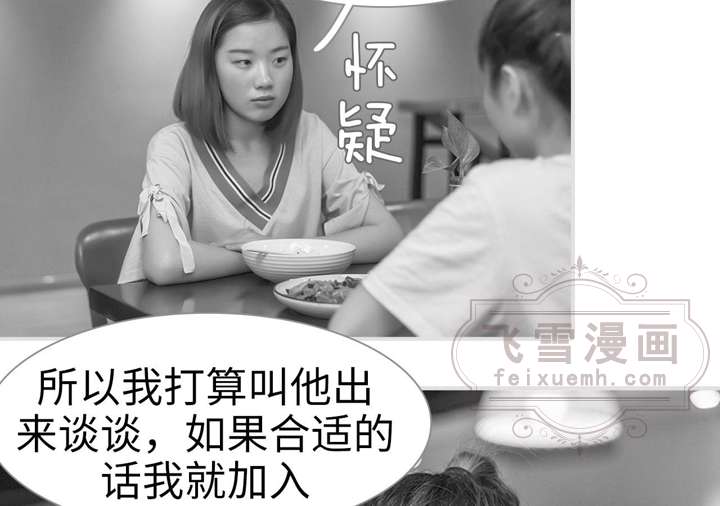 怀疑
飞雪漫画
feixuemh.com
所以我打算叫他出
来谈谈，如果合适的
话我就加入